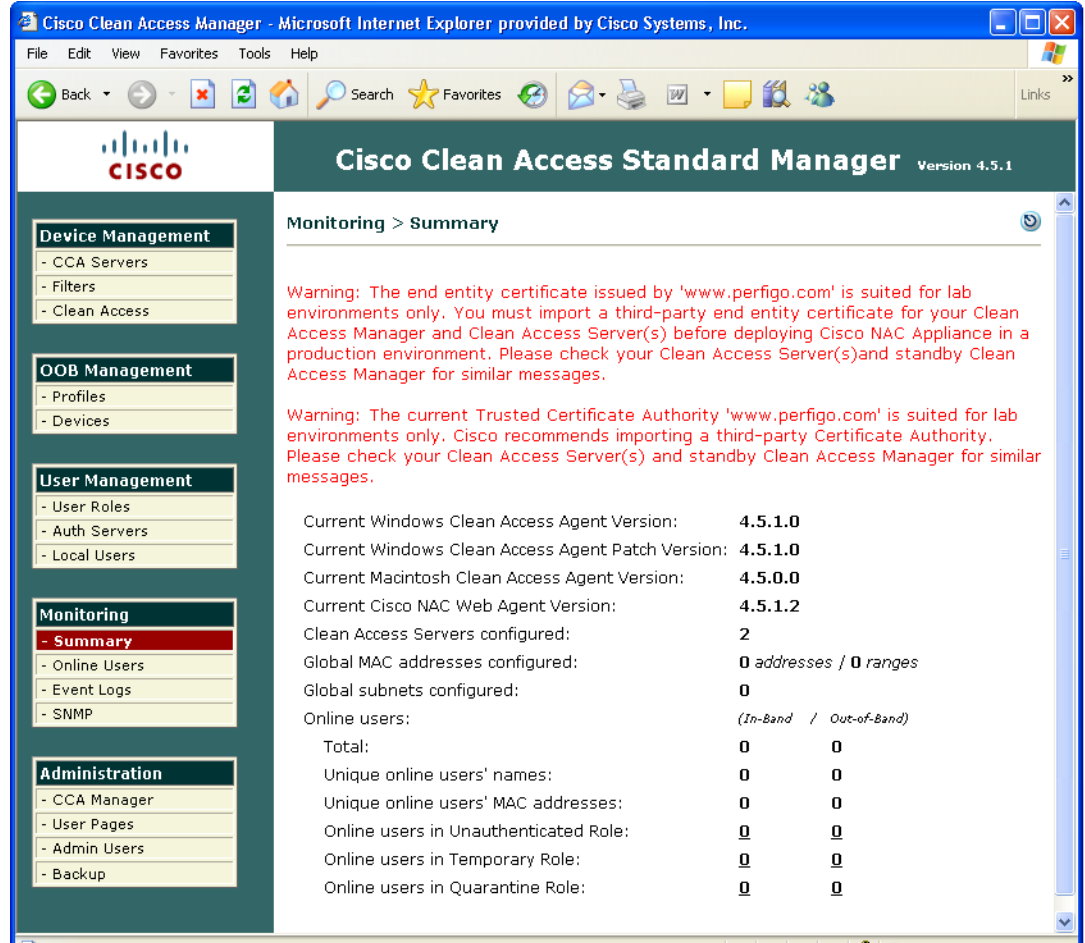 Cisco Clean Access Manager - Microsoft Internet Explorer provided by Cisco Systems, Inc.
File Edit View Favorites Tools Help
Back Search Favorites Links
CISCO
Cisco Clean Access Standard Manager Version 4.5.1
Device Management
- CCA Servers
- Filters
- Clean Access
OOB Management
- Profiles
- Devices
User Management
- User Roles
- Auth Servers
- Local Users
Monitoring
- Summary
- Online Users
- Event Logs
- SNMP
Administration
- CCA Manager
- User Pages
- Admin Users
- Backup
Monitoring > Summary
Warning: The end entity certificate issued by 'www.perfigo.com' is suited for lab
environments only. You must import a third-party end entity certificate for your Clean
Access Manager and Clean Access Server(s) before deploying Cisco NAC Appliance in a
production environment. Please check your Clean Access Server(s)and standby Clean
Access Manager for similar messages.
Warning: The current Trusted Certificate Authority 'www.perfigo.com' is suited for lab
environments only. Cisco recommends importing a third-party Certificate Authority.
Please check your Clean Access Server(s) and standby Clean Access Manager for similar
messages.
Current Windows Clean Access Agent Version: 4.5.1.0
Current Windows Clean Access Agent Patch Version: 4.5.1.0
Current Macintosh Clean Access Agent Version: 4.5.0.0
Current Cisco NAC Web Agent Version: 4.5.1.2
Clean Access Servers configured: 2
Global MAC addresses configured: 0 addresses / 0 ranges
Global subnets configured: 0
Online users: (In-Band / Out-of-Band)
Total: 0 0
Unique online users' names: 0 0
Unique online users' MAC addresses: 0 0
Online users in Unauthenticated Role: 0 0
Online users in Temporary Role: 0 0
Online users in Quarantine Role: 0 0